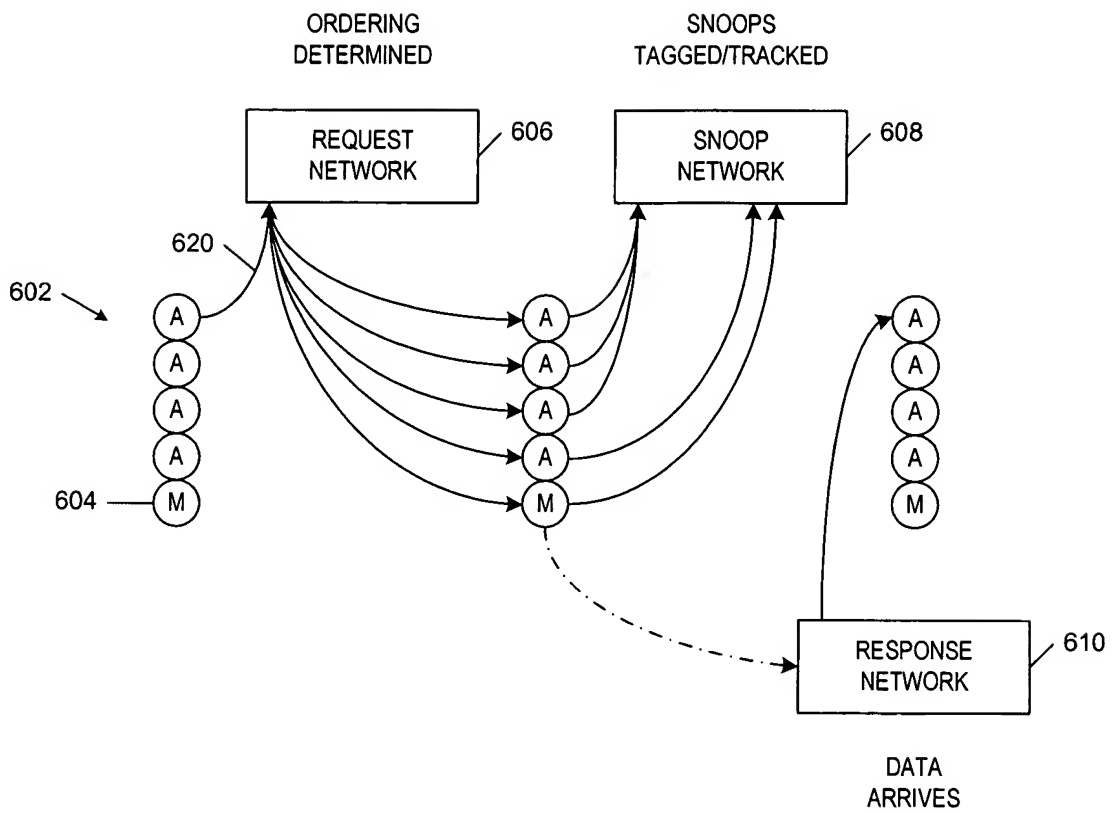 ORDERING
DETERMINED
SNOOPS
TAGGED/TRACKED
REQUEST
NETWORK
606
SNOOP
NETWORK
608
620
602
A
A
A
A
604
M
A
A
A
A
M
A
A
A
A
M
RESPONSE
NETWORK
610
DATA
ARRIVES